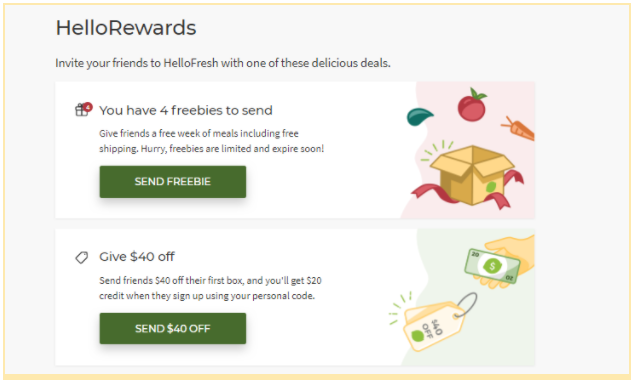 HelloRewards
Invite your friends to HelloFresh with one of these delicious deals.
4
You have 4 freebies to send
Give friends a free week of meals including free
shipping. Hurry, freebies are limited and expire soon!
SEND FREEBIE
Give $40 off
Send friends $40 off their first box, and you'll get $20
credit when they sign up using your personal code.
SEND $40 OFF
20
$
20
$40
OFF